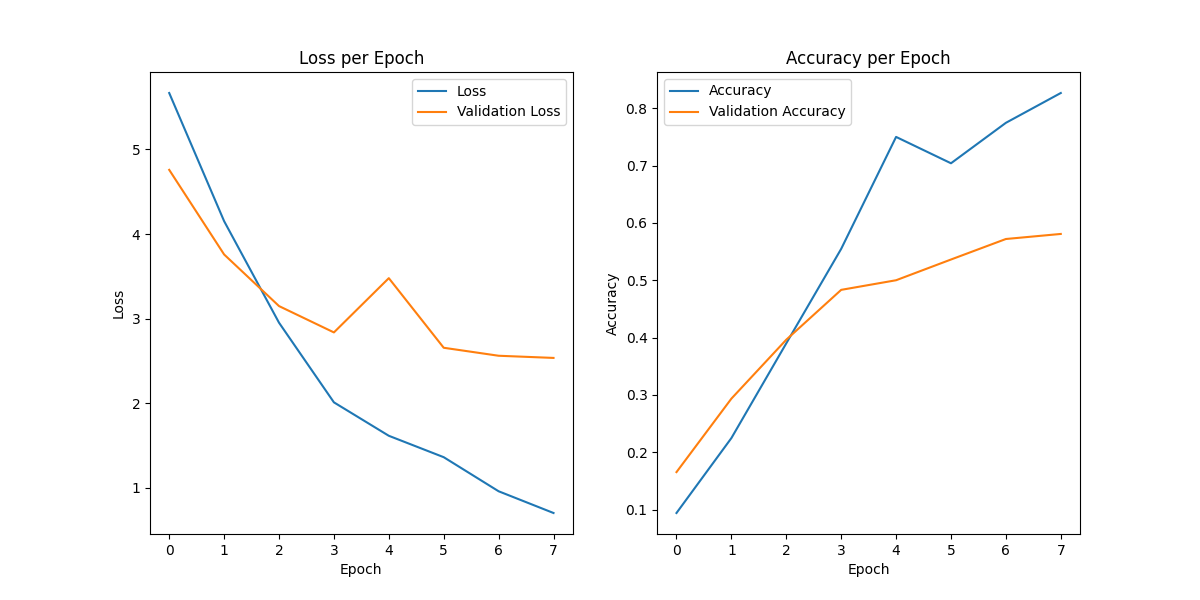 Loss per Epoch
Loss
Validation Loss
5
4
3
2
1
Loss
0 1 2 3 4 5 6 7
Epoch
Accuracy per Epoch
Accuracy
Validation Accuracy
0.8
0.7
0.6
0.5
0.4
0.3
0.2
0.1
Accuracy
0 1 2 3 4 5 6 7
Epoch